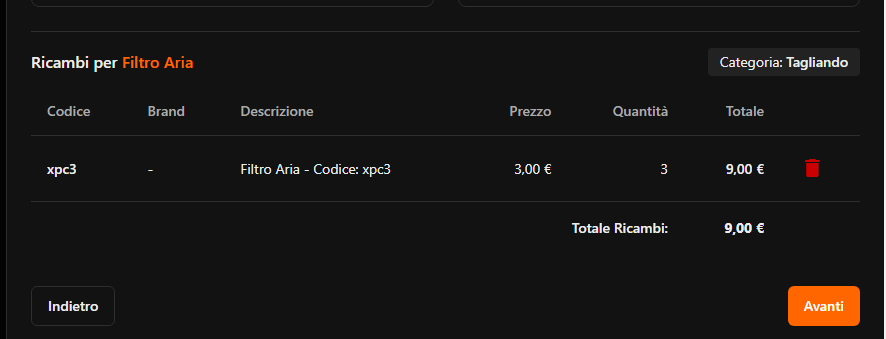 Ricambi per Filtro Aria
Categoria: Tagliando
Codice Brand Descrizione Prezzo Quantità Totale
xpc3 - Filtro Aria - Codice: xpc3 3,00 € 3 9,00 €
Totale Ricambi: 9,00 €
Indietro Avanti